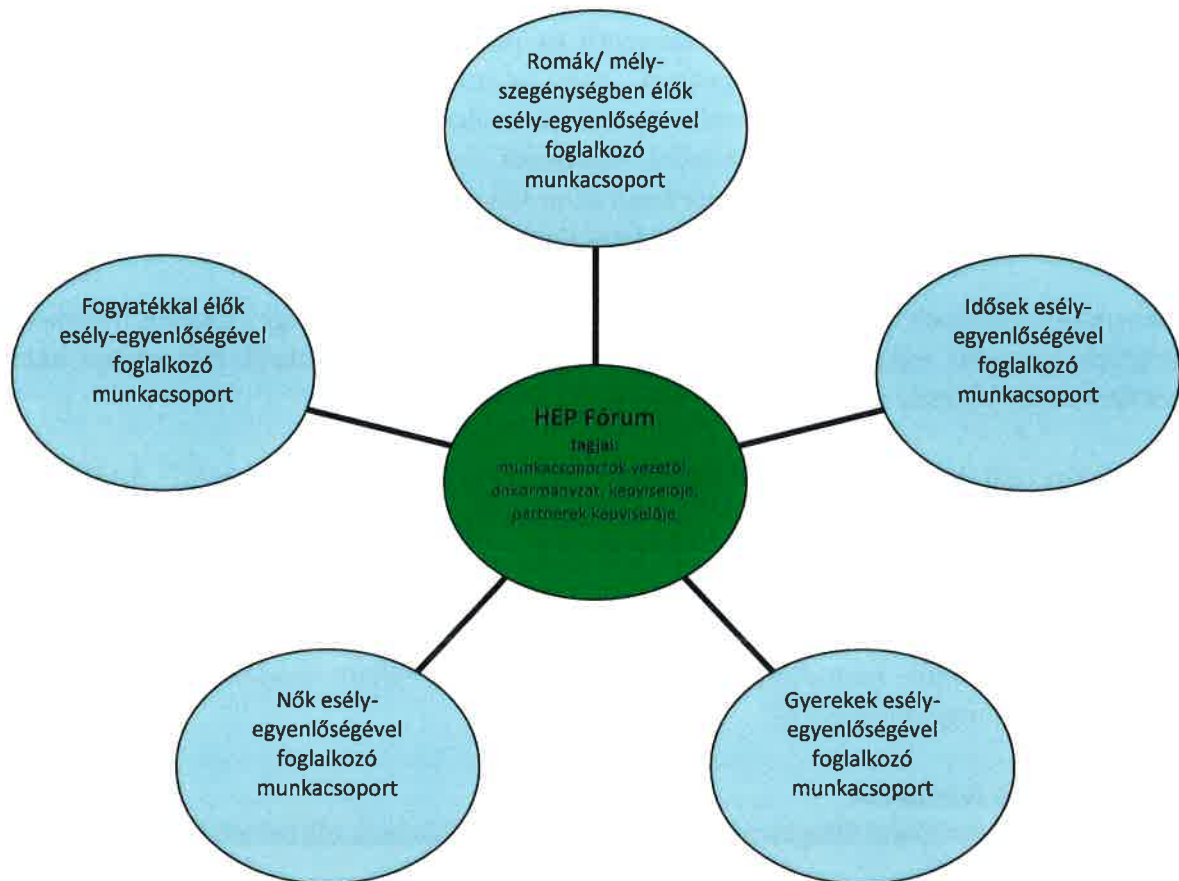 Romák/ mély-
szegénységben élők
esély-egyenlőségével
foglalkozó
munkacsoport
Fogyatékkal élők
esély-egyenlőségével
foglalkozó
munkacsoport
Idősek esély-
egyenlőségével
foglalkozó
munkacsoport
HEP Fórum
tagjai:
munkacsoportok vezetői,
önkormányzat, képviselője,
partnerek képviselője,
Nők esély-
egyenlőségével
foglalkozó
munkacsoport
Gyerekek esély-
egyenlőségével
foglalkozó
munkacsoport